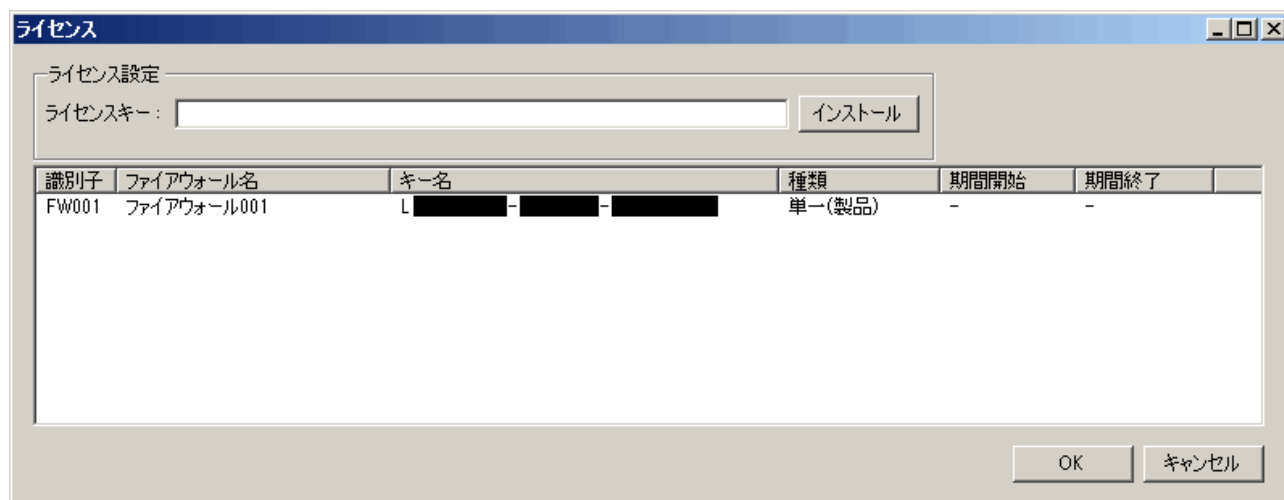 ライセンス
ライセンス設定
ライセンスキー : インストール
識別子 ファイアウォール名 キー名 種類 期間開始 期間終了
FW001 ファイアウォール001 L - - 単一(製品) - -
OK キャンセル